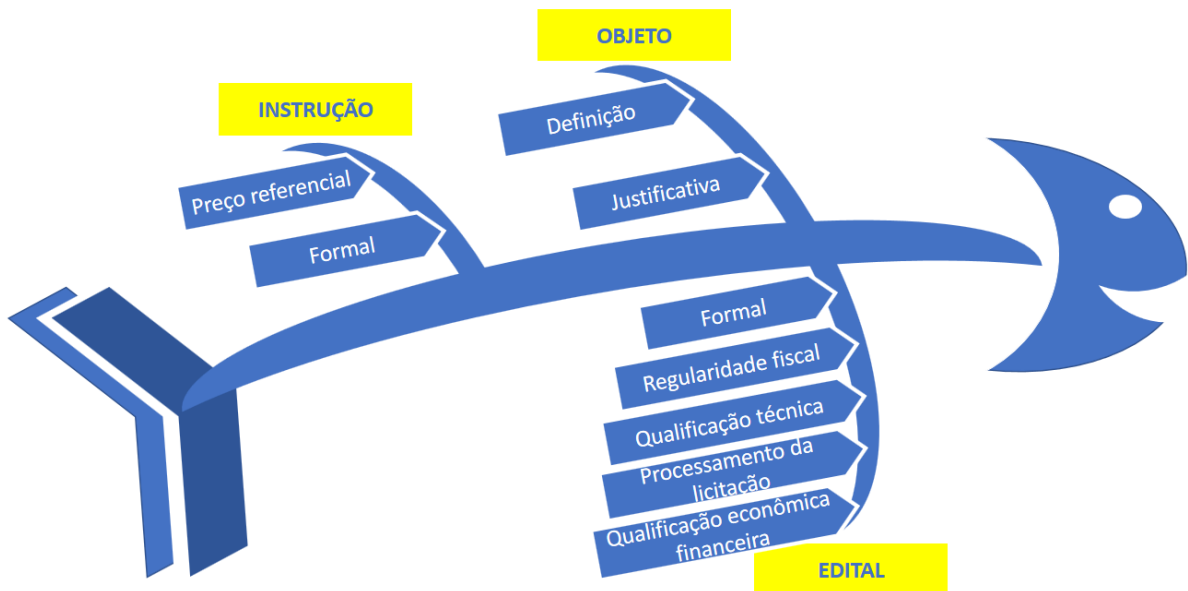 OBJETO
Definição
Justificativa
INSTRUÇÃO
Preço referencial
Formal
Formal
Regularidade fiscal
Qualificação técnica
Processamento da
licitação
Qualificação econômica
financeira
EDITAL